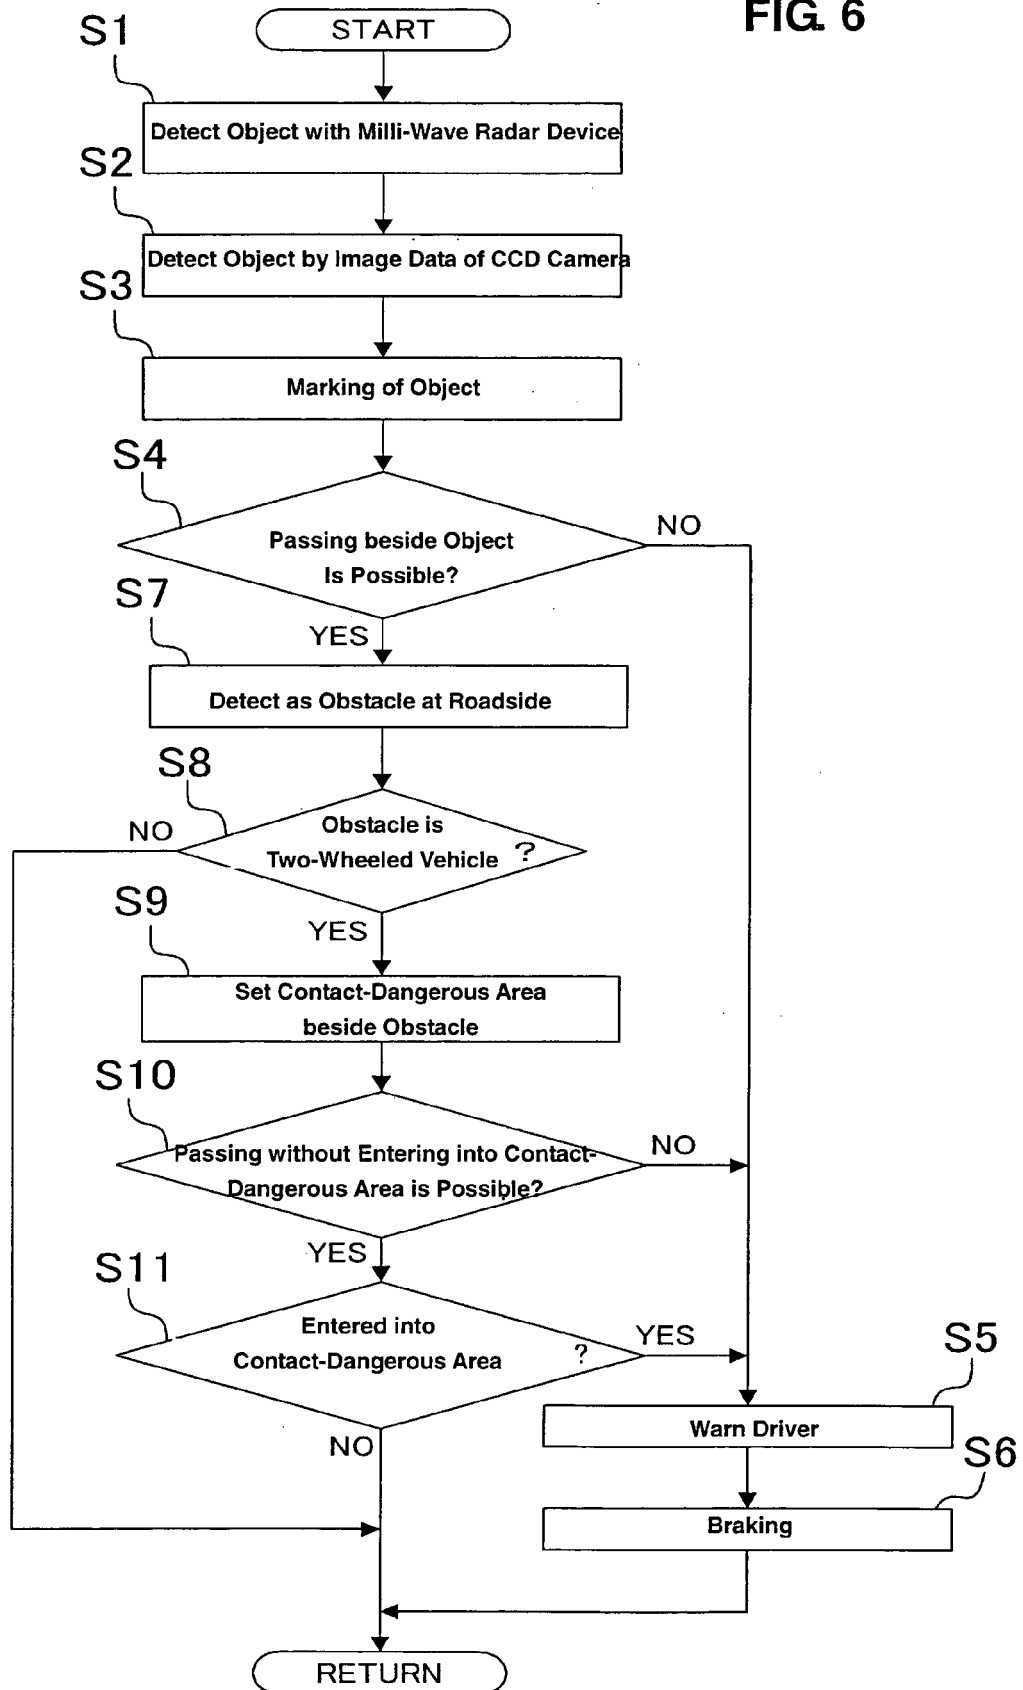 FIG. 6
START
S1
Detect Object with Milli-Wave Radar Device
S2
Detect Object by Image Data of CCD Camera
S3
Marking of Object
S4
Passing beside Object
Is Possible?
NO
YES
S7
Detect as Obstacle at Roadside
S8
Obstacle is
Two-Wheeled Vehicle ?
NO
YES
S9
Set Contact-Dangerous Area
beside Obstacle
S10
Passing without Entering into Contact-
Dangerous Area is Possible?
NO
YES
S11
Entered into
Contact-Dangerous Area ?
YES
NO
S5
Warn Driver
S6
Braking
RETURN